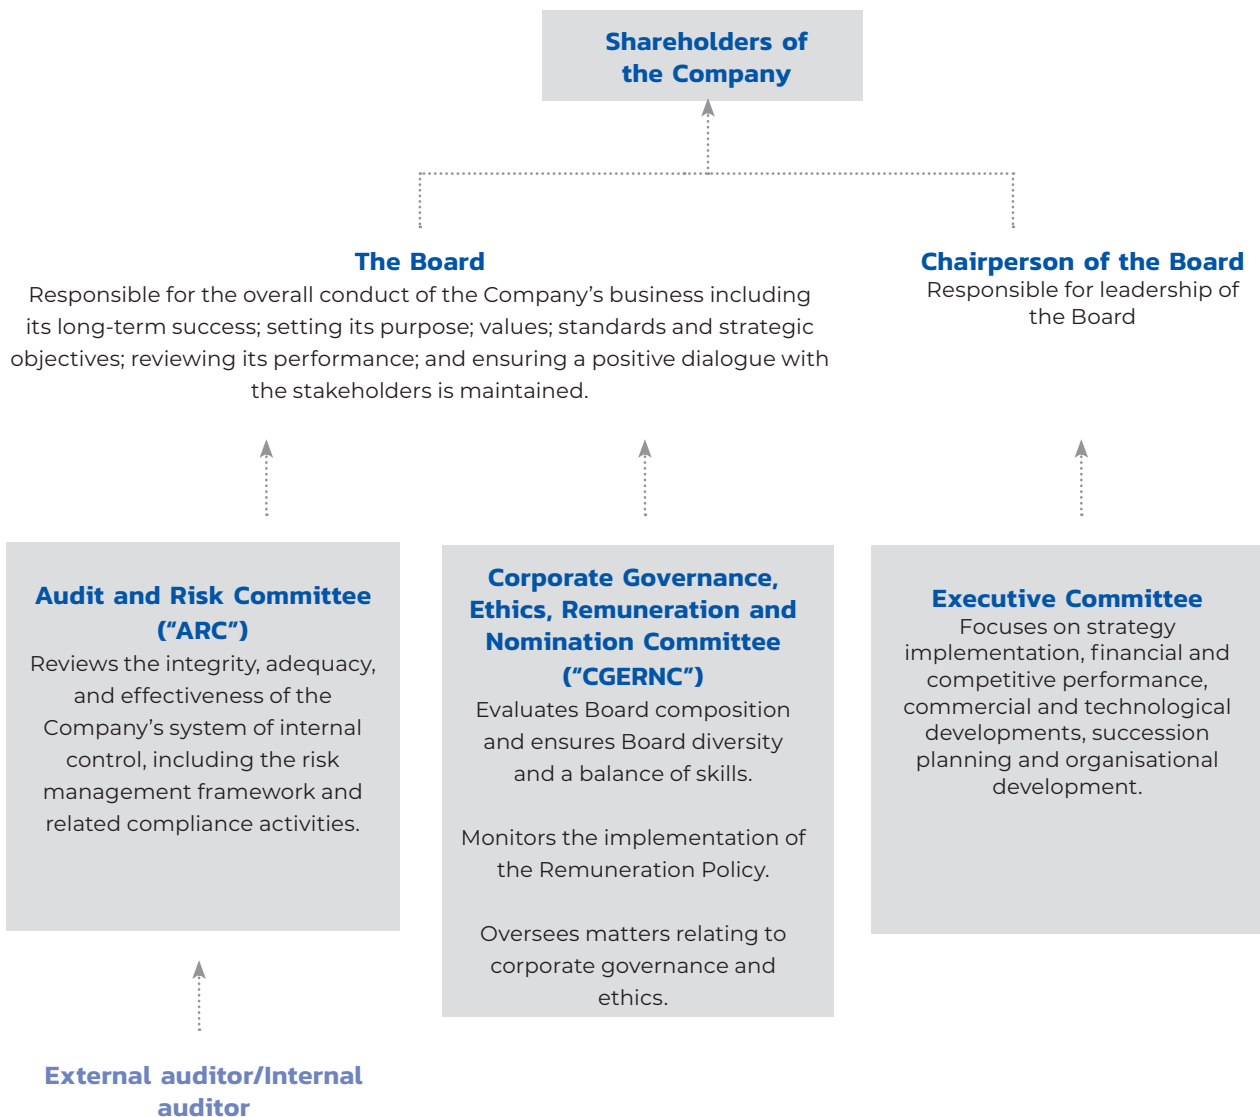 Shareholders of
the Company
The Board
Responsible for the overall conduct of the Company’s business including
its long-term success; setting its purpose; values; standards and strategic
objectives; reviewing its performance; and ensuring a positive dialogue with
the stakeholders is maintained.
Chairperson of the Board
Responsible for leadership of
the Board
Audit and Risk Committee
(“ARC”)
Reviews the integrity, adequacy,
and effectiveness of the
Company’s system of internal
control, including the risk
management framework and
related compliance activities.
Corporate Governance,
Ethics, Remuneration and
Nomination Committee
(“CGERNC”)
Evaluates Board composition
and ensures Board diversity
and a balance of skills.
Monitors the implementation of
the Remuneration Policy.
Oversees matters relating to
corporate governance and
ethics.
Executive Committee
Focuses on strategy
implementation, financial and
competitive performance,
commercial and technological
developments, succession
planning and organisational
development.
External auditor/Internal
auditor